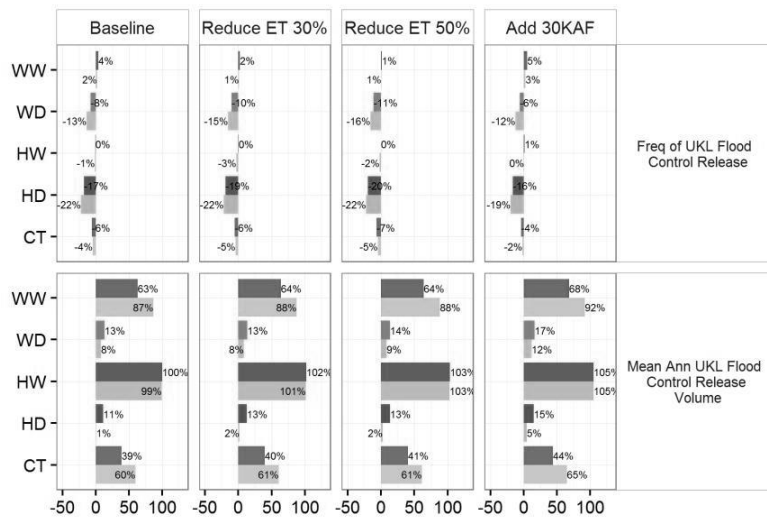 Baseline Reduce ET 30% Reduce ET 50% Add 30KAF
WW 4% 2% 1% 5%
2% 1% 1% 3%
WD -8% -10% -11% -6%
-13% -15% -16% -12%
HW 0% 0% 0% 1%
-1% -3% -2% 0%
HD -17% -19% -20% -16%
-22% -22% -22% -19%
CT -6% -6% -7% -4%
-4% -5% -5% -2%
Freq of UKL Flood
Control Release
WW 63% 64% 64% 68%
87% 88% 88% 92%
WD 13% 13% 14% 17%
8% 8% 9% 12%
HW 100% 102% 103% 105%
99% 101% 103% 105%
HD 11% 13% 13% 15%
1% 2% 2% 5%
CT 39% 40% 41% 44%
60% 61% 61% 65%
Mean Ann UKL Flood
Control Release
Volume
-50 0 50 100 -50 0 50 100 -50 0 50 100 -50 0 50 100